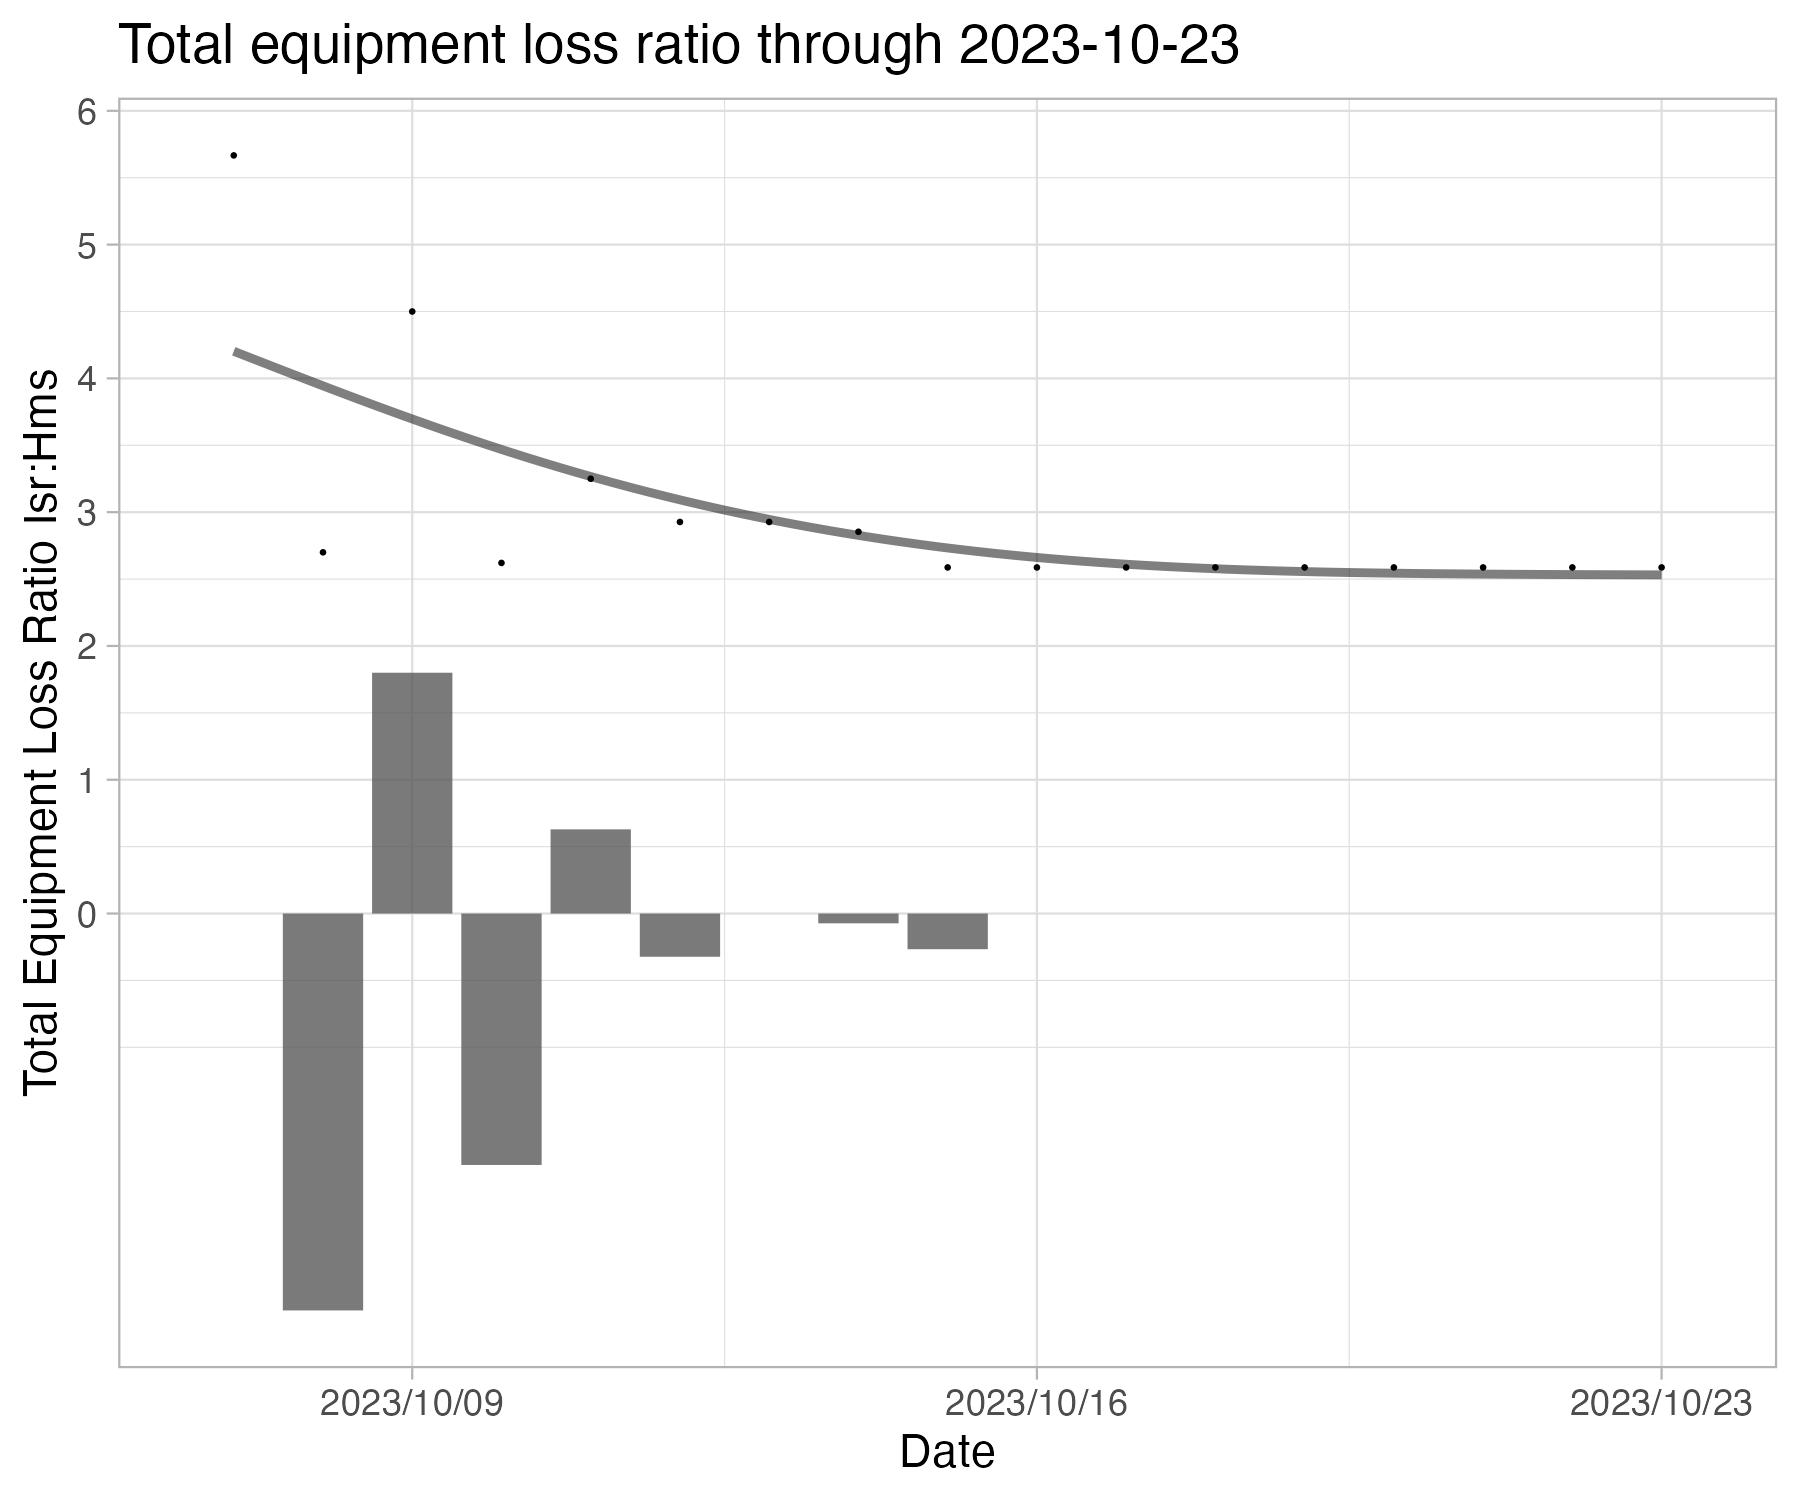 Total equipment loss ratio through 2023-10-23
Total Equipment Loss Ratio Isr:Hms
6
5
4
3
2
1
0
2023/10/09 2023/10/16 2023/10/23
Date